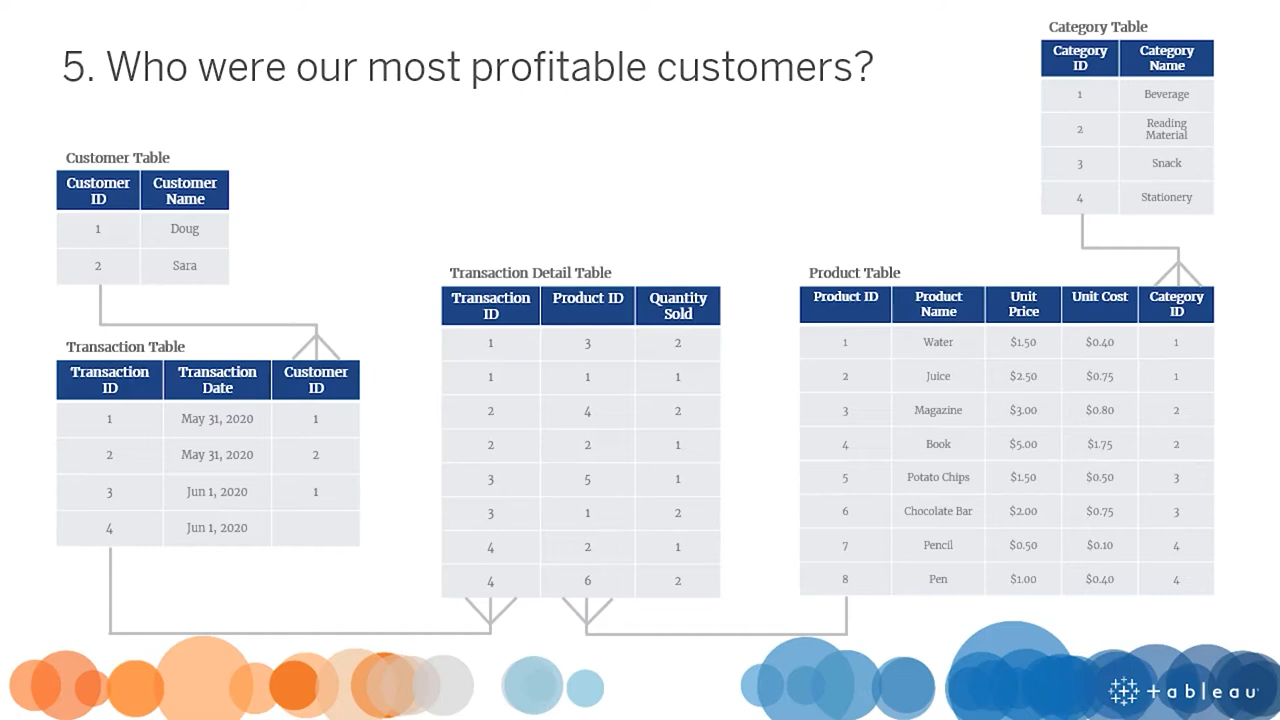 5. Who were our most profitable customers?
Category Table
Category ID Category Name
1 Beverage
2 Reading Material
3 Snack
4 Stationery
Customer Table
Customer ID Customer Name
1 Doug
2 Sara
Transaction Table
Transaction ID Transaction Date Customer ID
1 May 31, 2020 1
2 May 31, 2020 2
3 Jun 1, 2020 1
4 Jun 1, 2020
Transaction Detail Table
Transaction ID Product ID Quantity Sold
1 3 2
1 1 1
2 4 2
2 2 1
3 5 1
3 1 2
4 2 1
4 6 2
Product Table
Product ID Product Name Unit Price Unit Cost Category ID
1 Water $1.50 $0.40 1
2 Juice $2.50 $0.75 1
3 Magazine $3.00 $0.80 2
4 Book $5.00 $1.75 2
5 Potato Chips $1.50 $0.50 3
6 Chocolate Bar $2.00 $0.75 3
7 Pencil $0.50 $0.10 4
8 Pen $1.00 $0.40 4
tableau